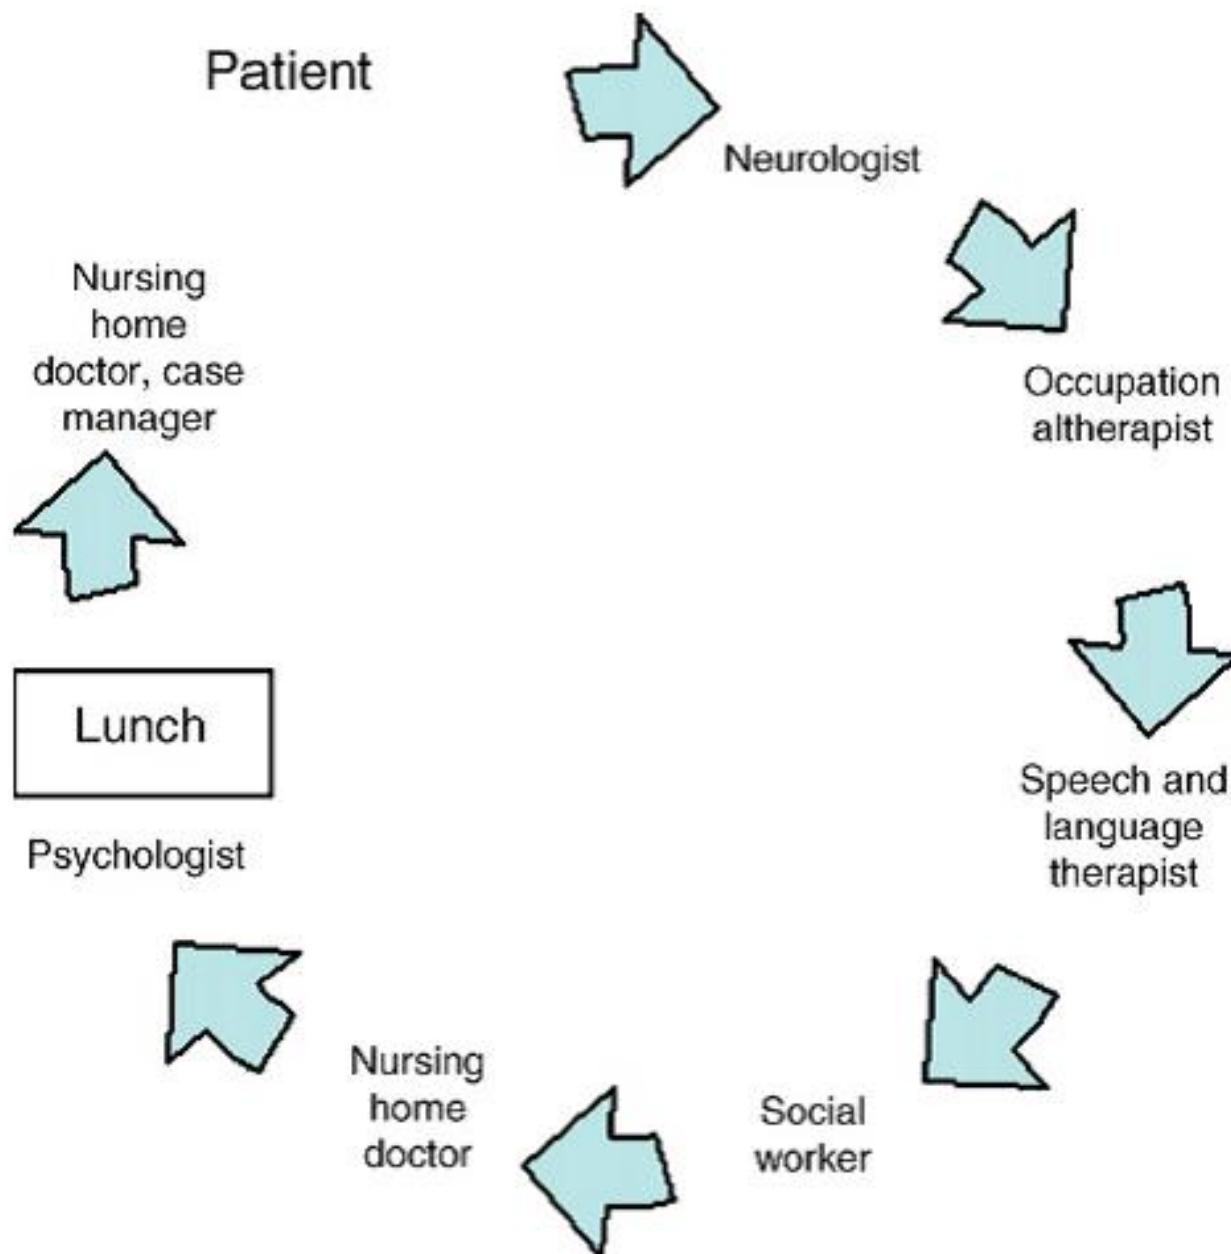 Patient
Neurologist
Occupation
altherapist
Speech and
language
therapist
Social
worker
Nursing
home
doctor
Psychologist
Lunch
Nursing
home
doctor, case
manager